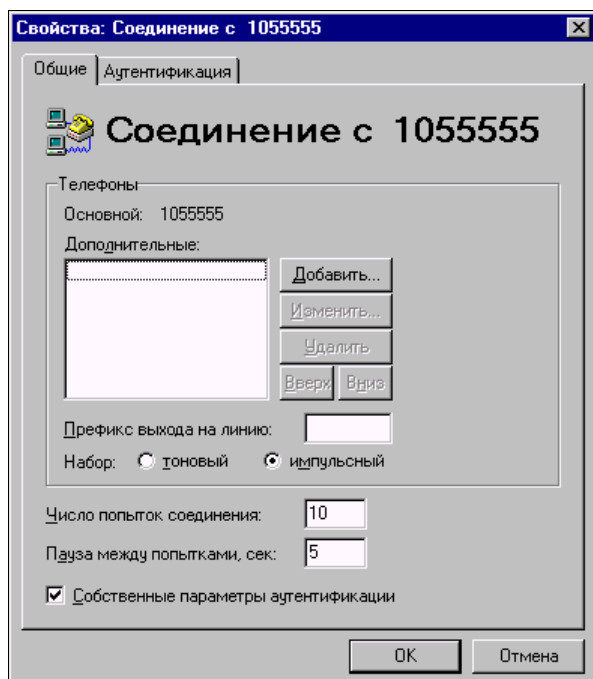 Свойства: Соединение с 1055555
Общие Аутентификация
Соединение с 1055555
Телефоны
Основной: 1055555
Дополнительные:
Добавить...
Изменить...
Удалить
Вверх Вниз
Префикс выхода на линию:
Набор: тоновый импульсный
Число попыток соединения: 10
Пауза между попытками, сек: 5
Собственные параметры аутентификации
OK Отмена